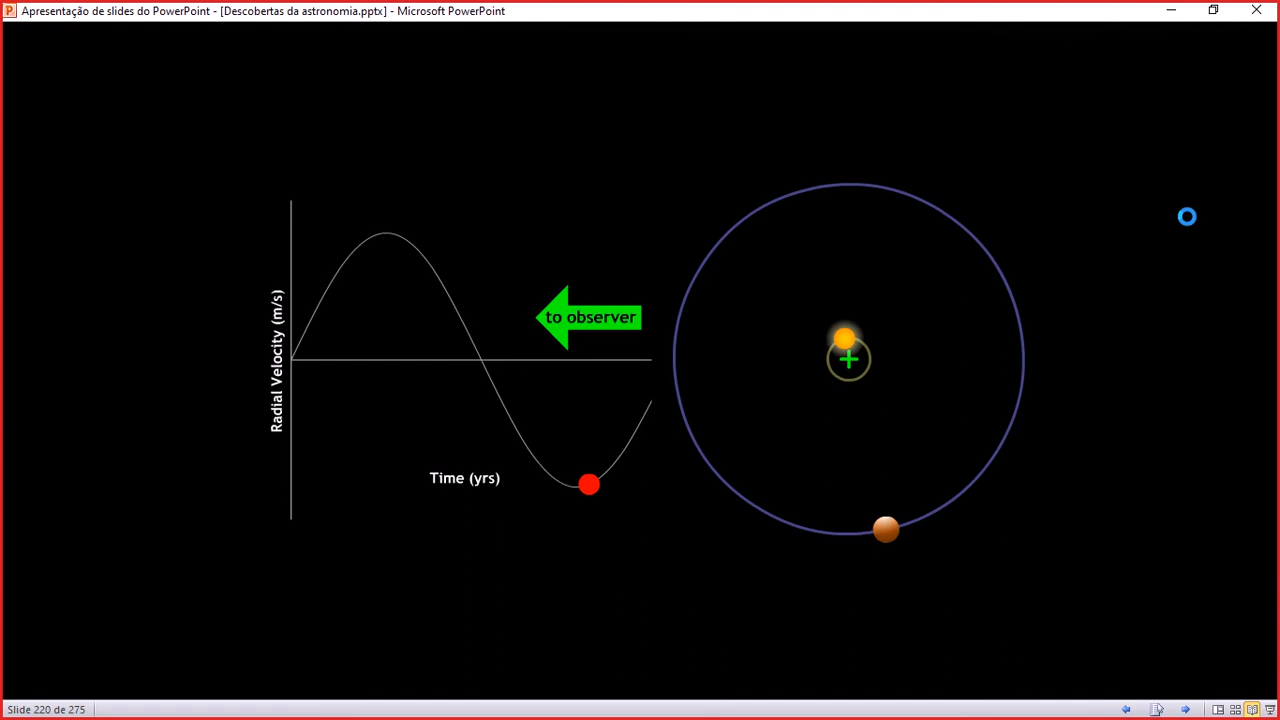 Apresentação de slides do PowerPoint - [Descobertas da astronomia.pptx] - Microsoft PowerPoint
Radial Velocity (m/s)
to observer
Time (yrs)
Slide 220 de 275